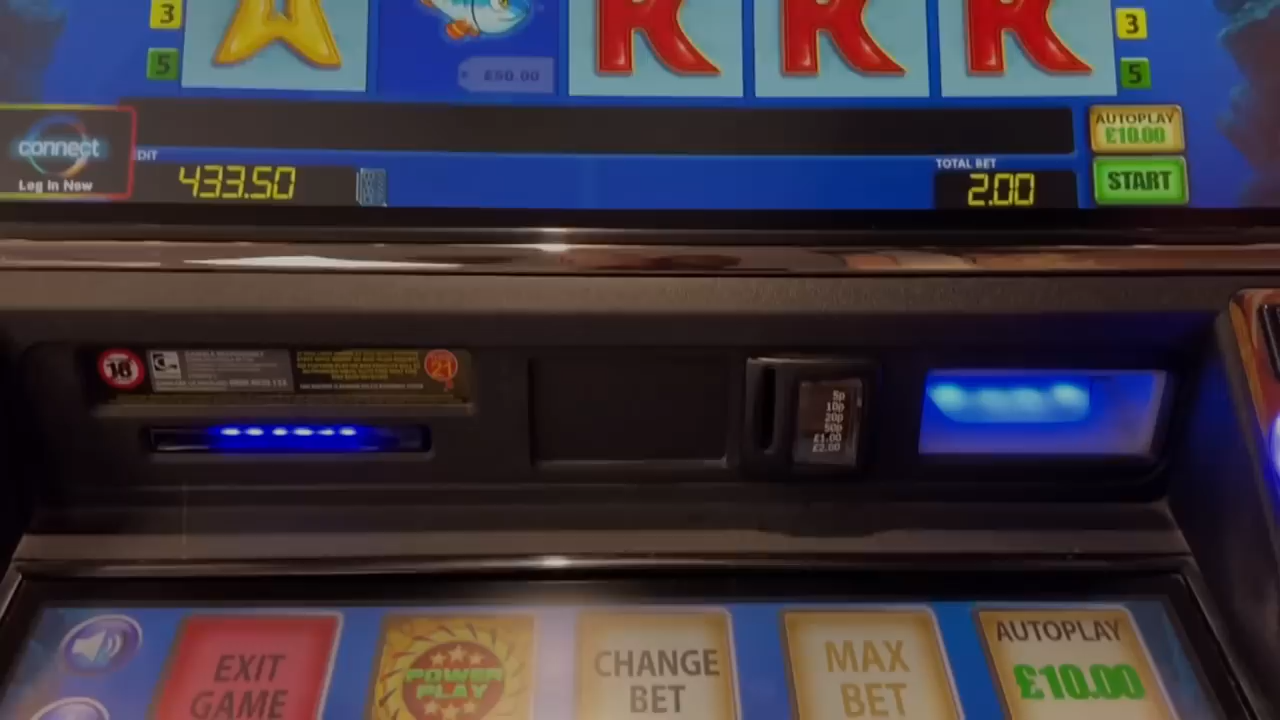 3
3
5
£50.00
5
AUTOPLAY
£10.00
connect
Log In Now
EDIT
433.50
TOTAL BET
2.00
START
18
21
5p
10p
20p
50p
£1.00
£2.00
EXIT
GAME
POWER
PLAY
CHANGE
BET
MAX
BET
AUTOPLAY
£10.00